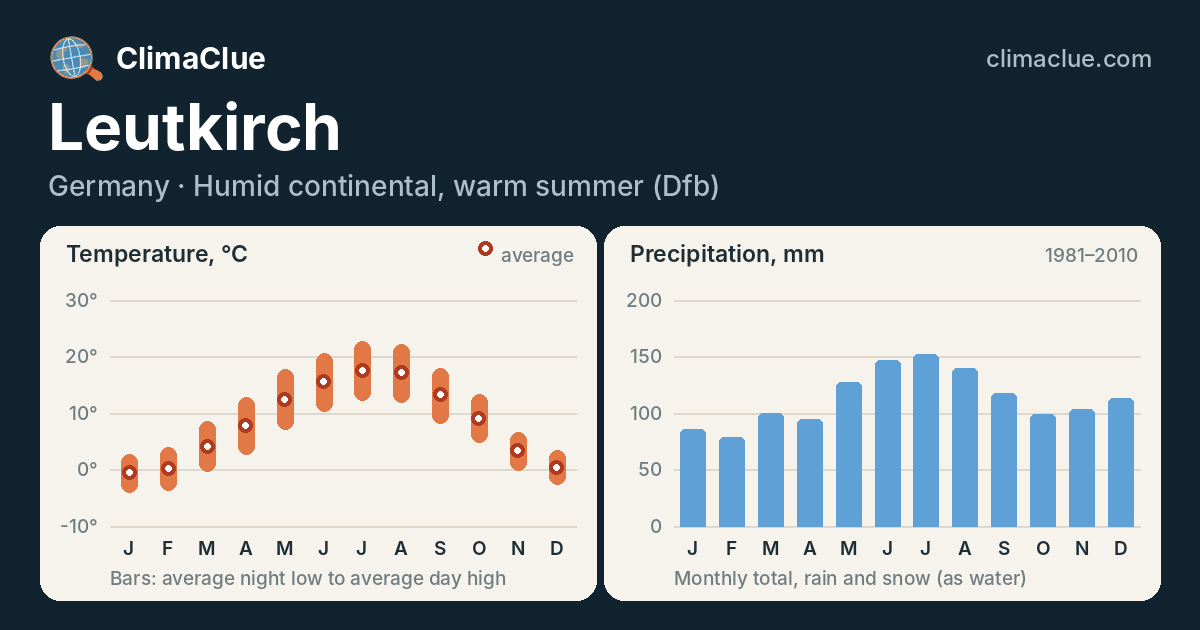 ClimaClue
climaclue.com
Leutkirch
Germany · Humid continental, warm summer (Dfb)
Temperature, °C
average
30°
20°
10°
0°
-10°
J F M A M J J A S O N D
Bars: average night low to average day high
Precipitation, mm
1981–2010
200
150
100
50
0
J F M A M J J A S O N D
Monthly total, rain and snow (as water)